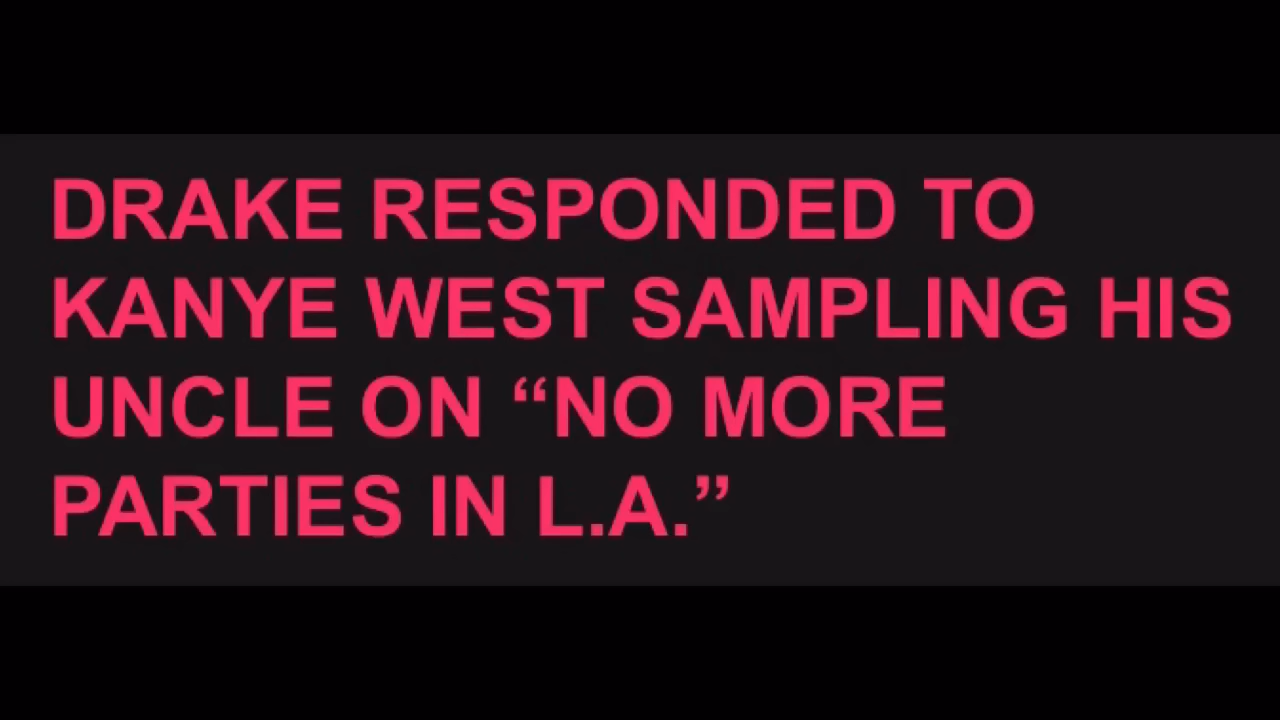 DRAKE RESPONDED TO
KANYE WEST SAMPLING HIS
UNCLE ON “NO MORE
PARTIES IN L.A.”